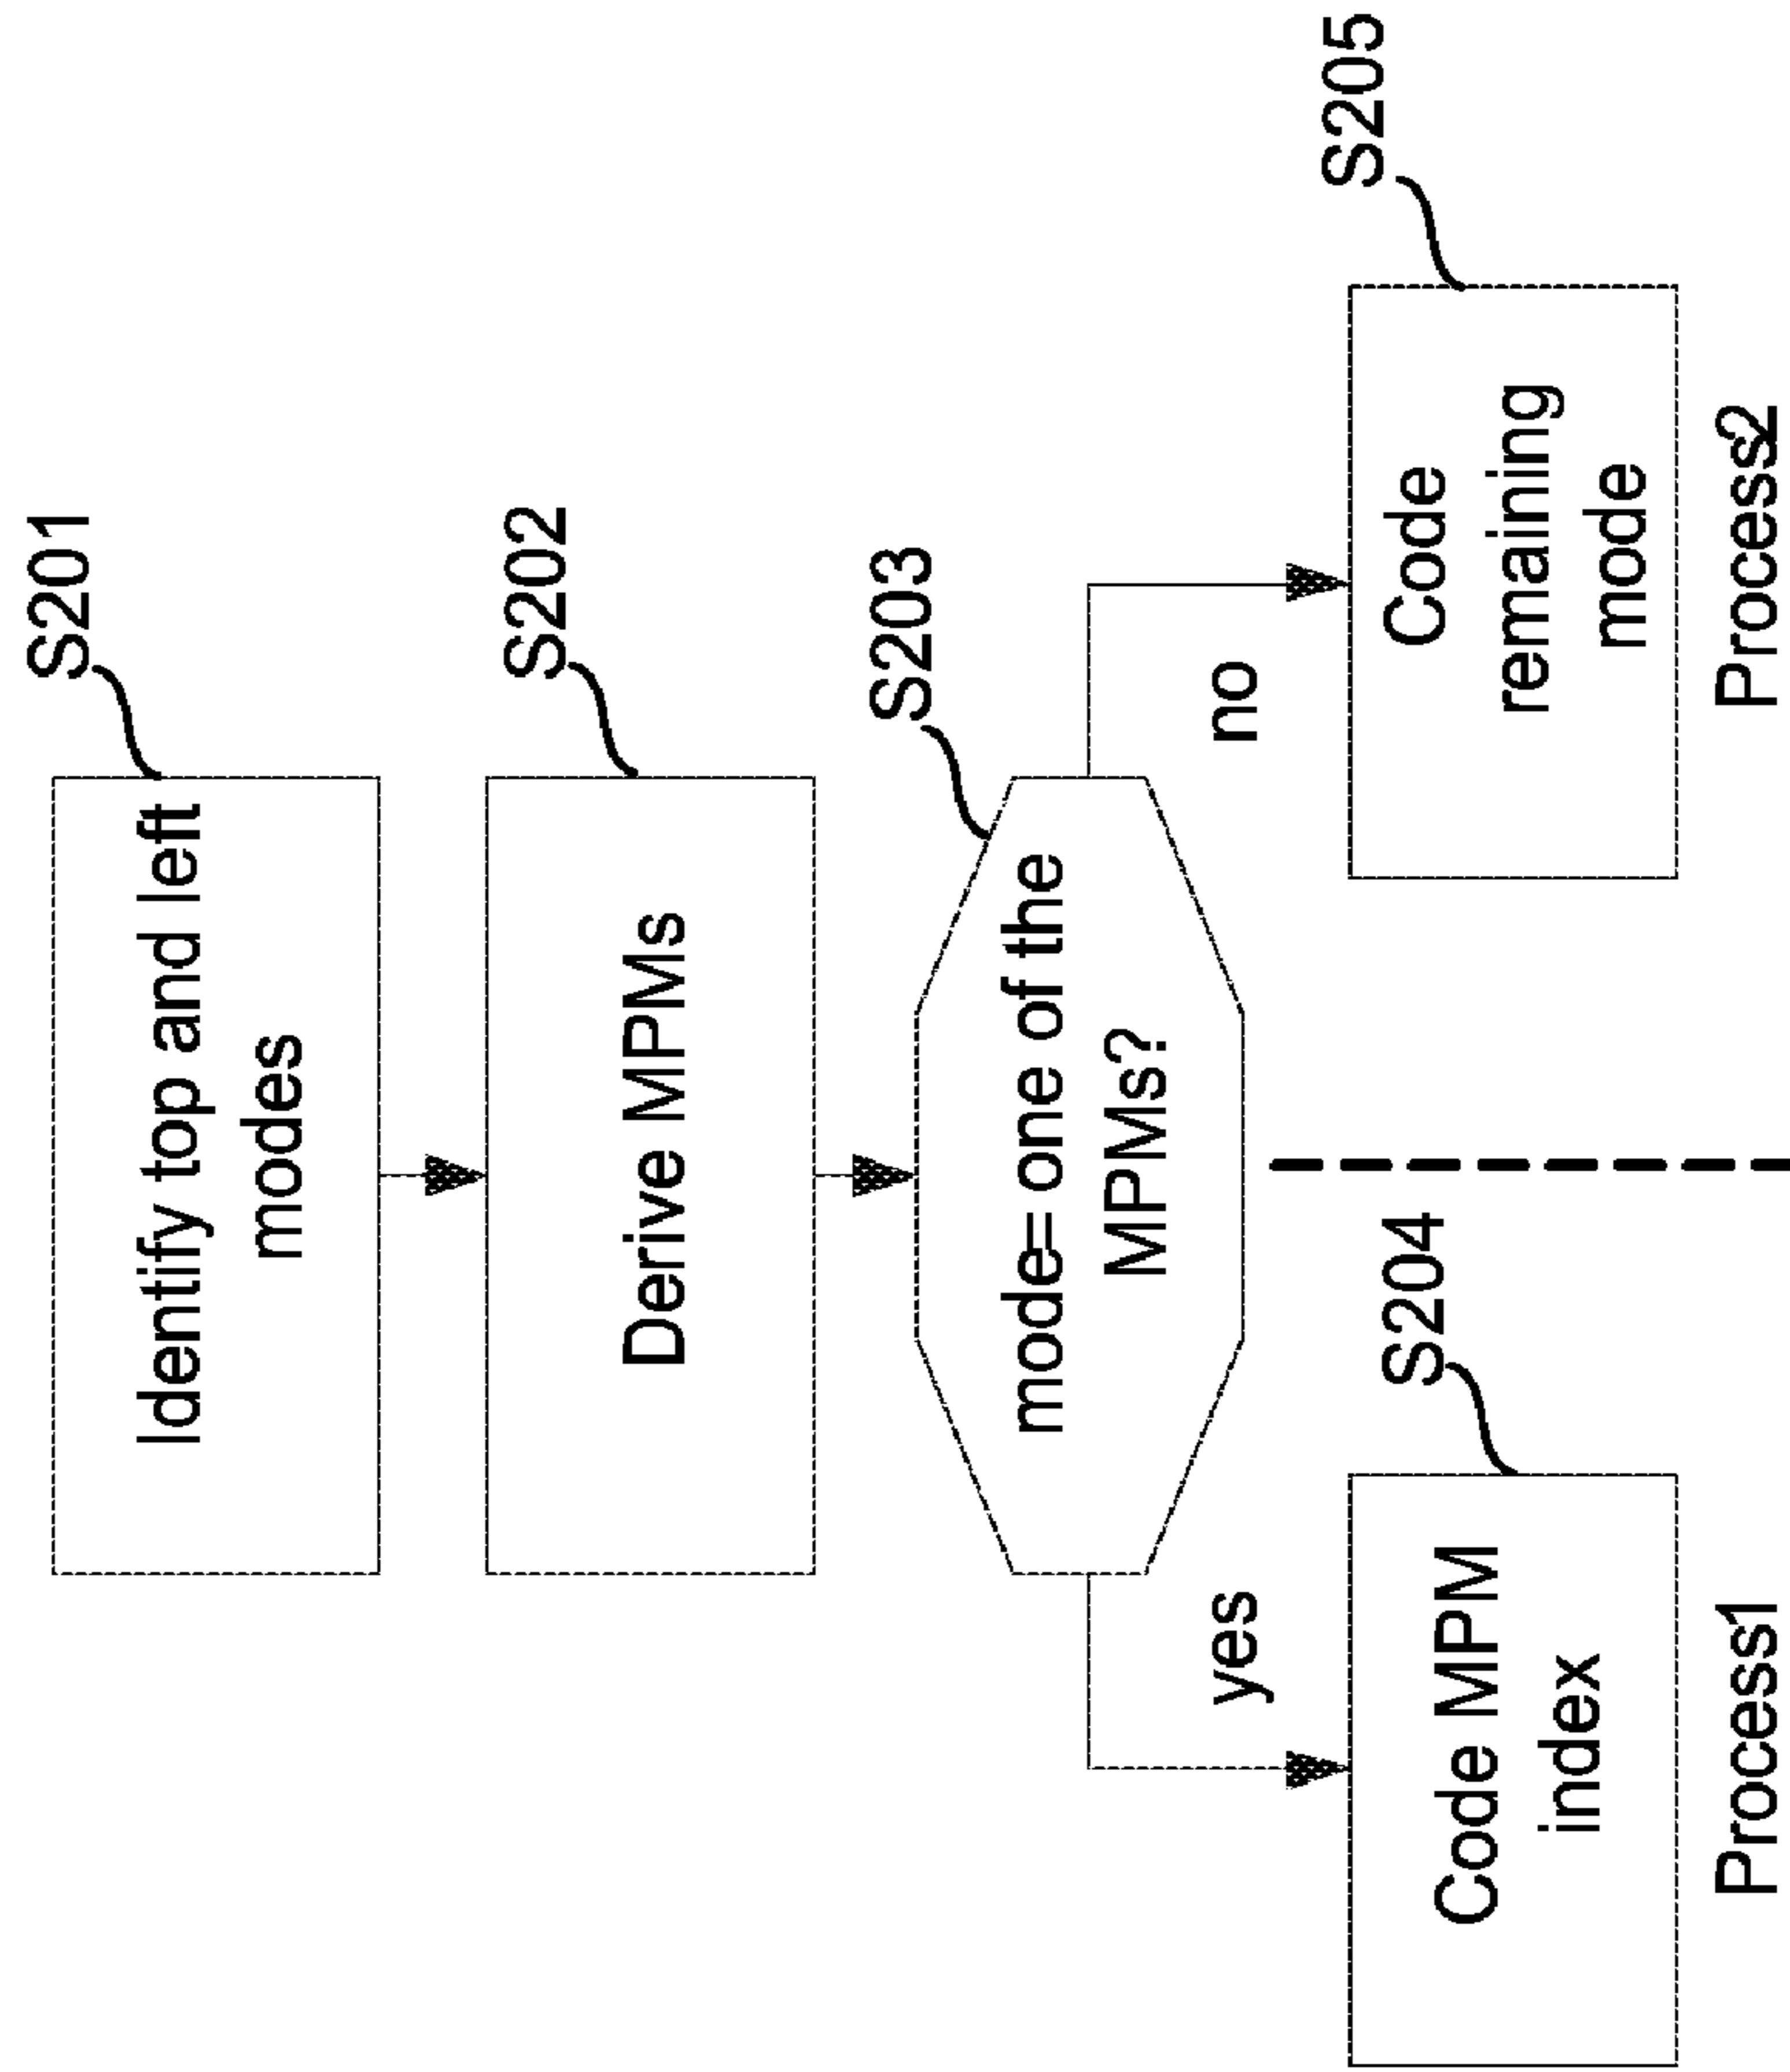 S201
Identify top and left
modes
S202
Derive MPMs
S203
mode= one of the
MPMs?
yes
no
S204
Code MPM
index
Process1
S205
Code
remaining
mode
Process2